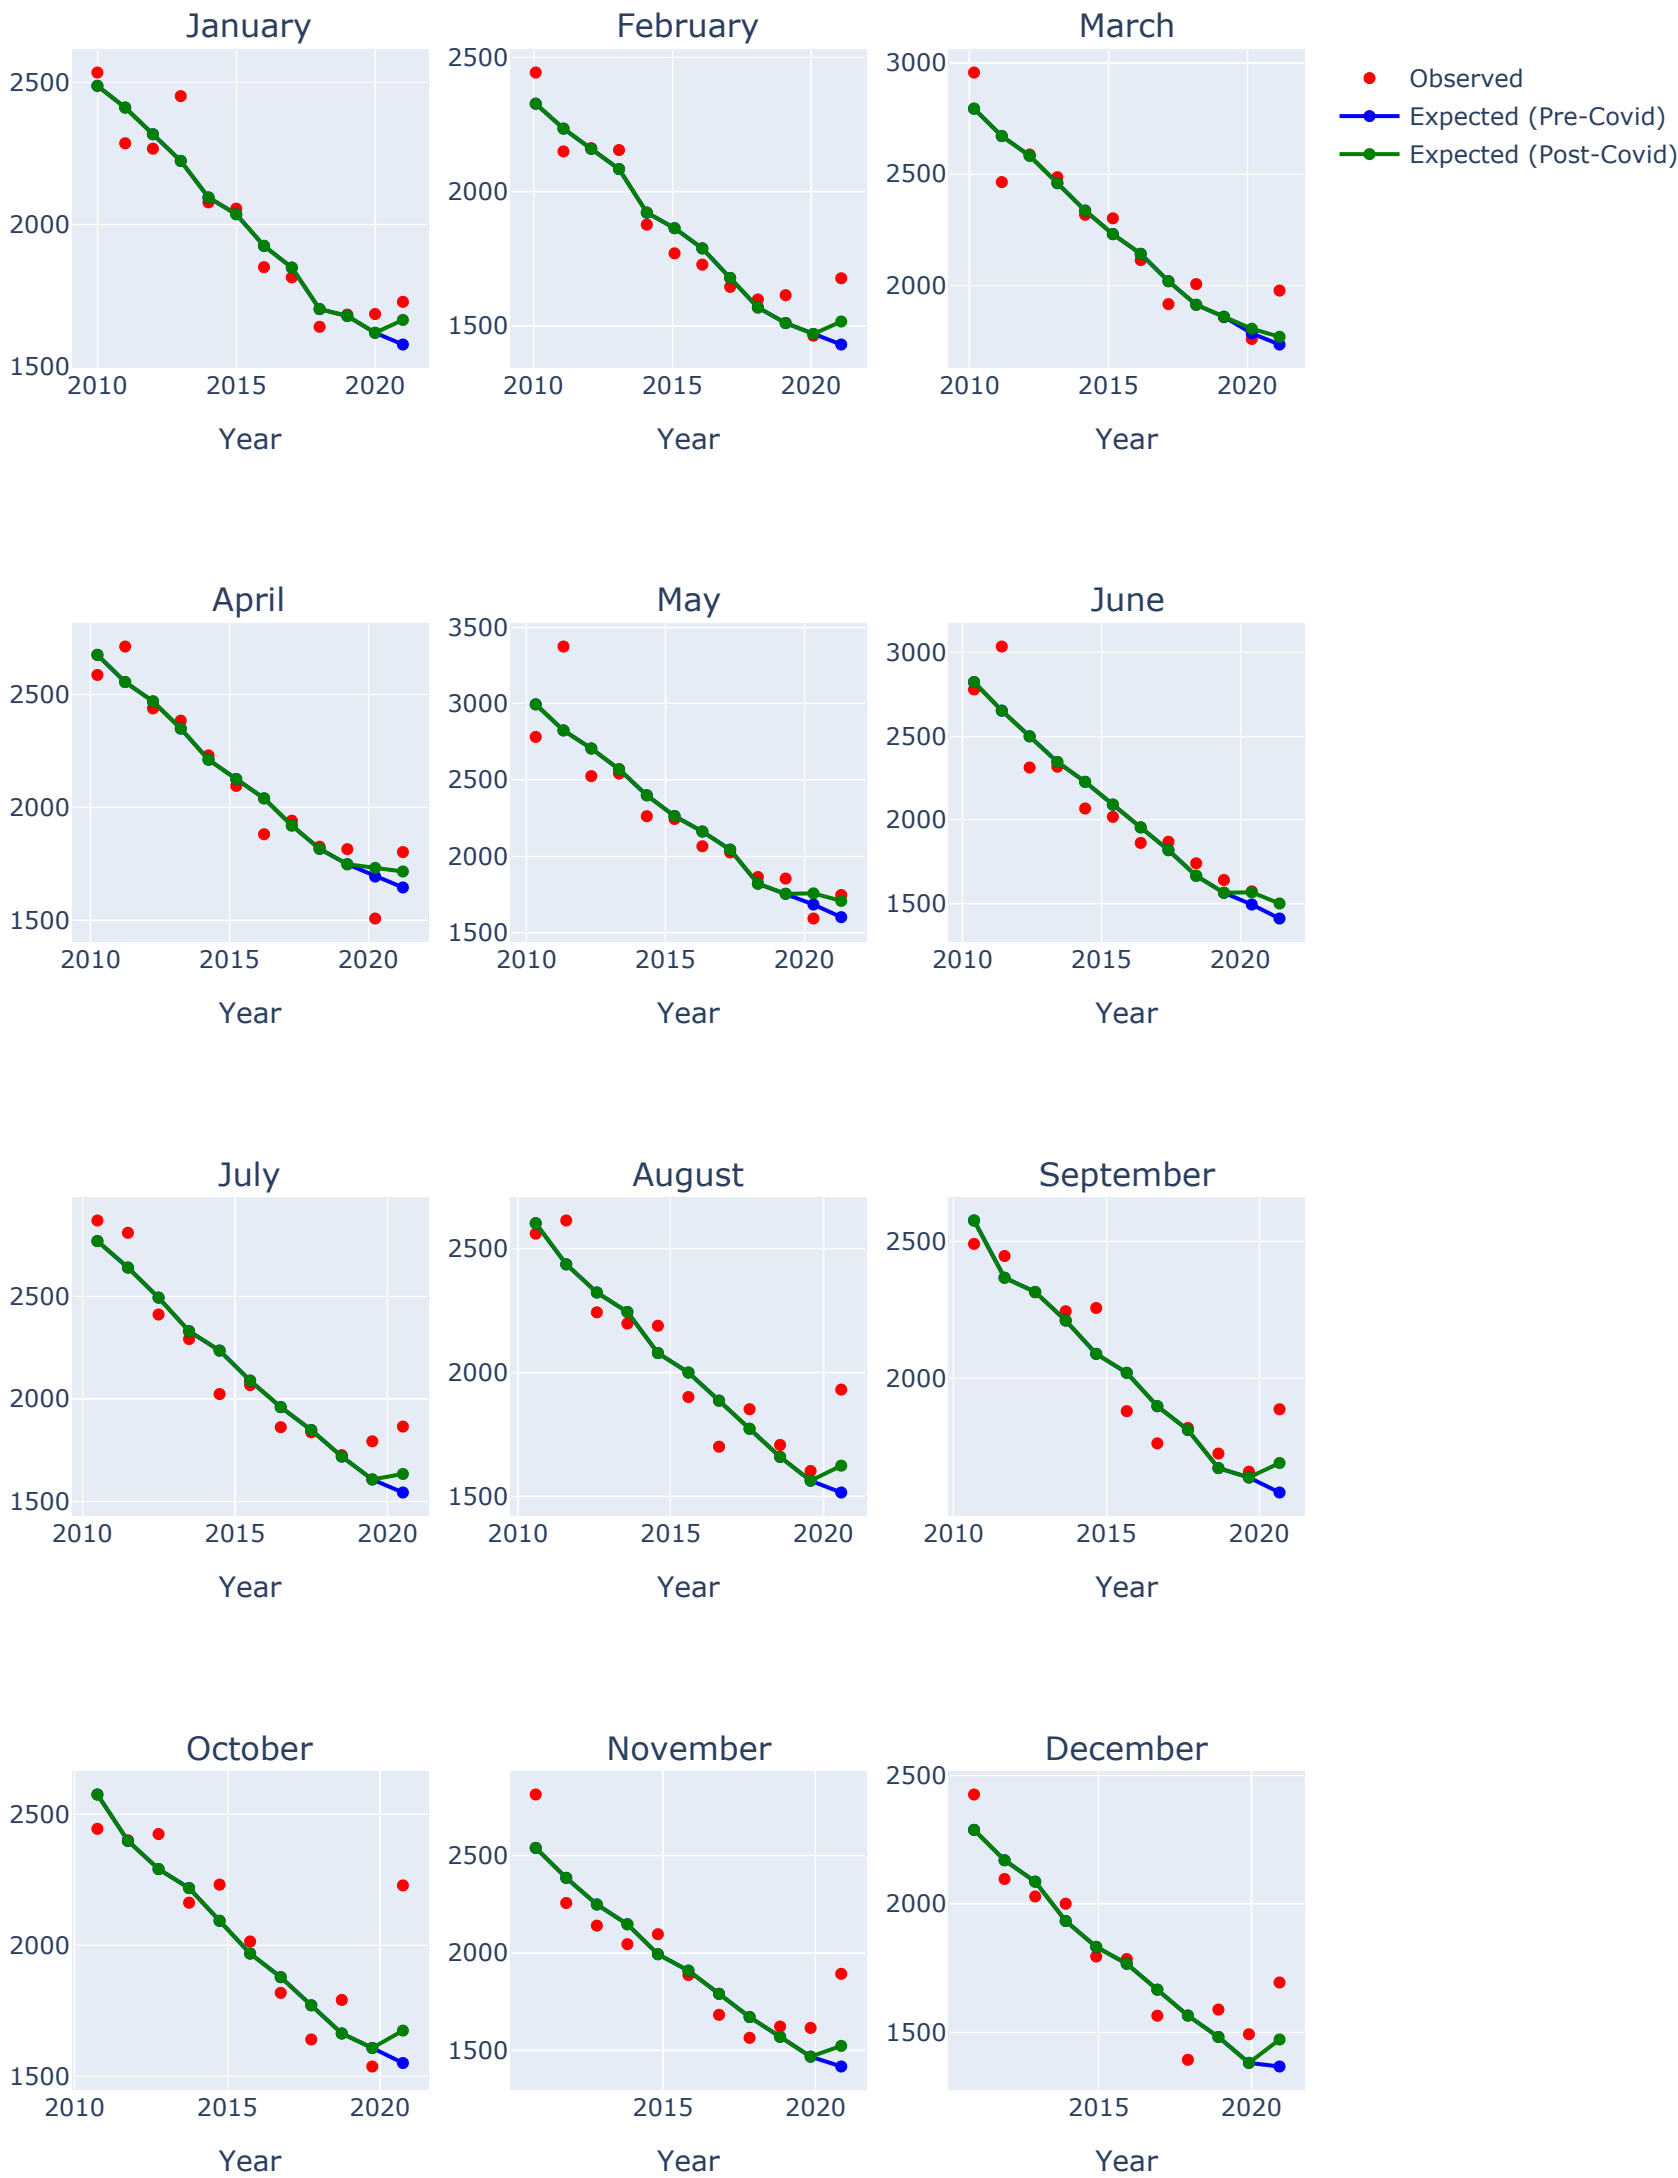 January February March
2500
2000
1500
2010 2015 2020
Year
2500
2000
1500
2010 2015 2020
Year
3000
2500
2000
2010 2015 2020
Year
Observed
Expected (Pre-Covid)
Expected (Post-Covid)
April May June
2500
2000
1500
2010 2015 2020
Year
3500
3000
2500
2000
1500
2010 2015 2020
Year
3000
2500
2000
1500
2010 2015 2020
Year
July August September
2500
2000
1500
2010 2015 2020
Year
2500
2000
1500
2010 2015 2020
Year
2500
2000
2010 2015 2020
Year
October November December
2500
2000
1500
2010 2015 2020
Year
2500
2000
1500
2015 2020
Year
2500
2000
1500
2015 2020
Year